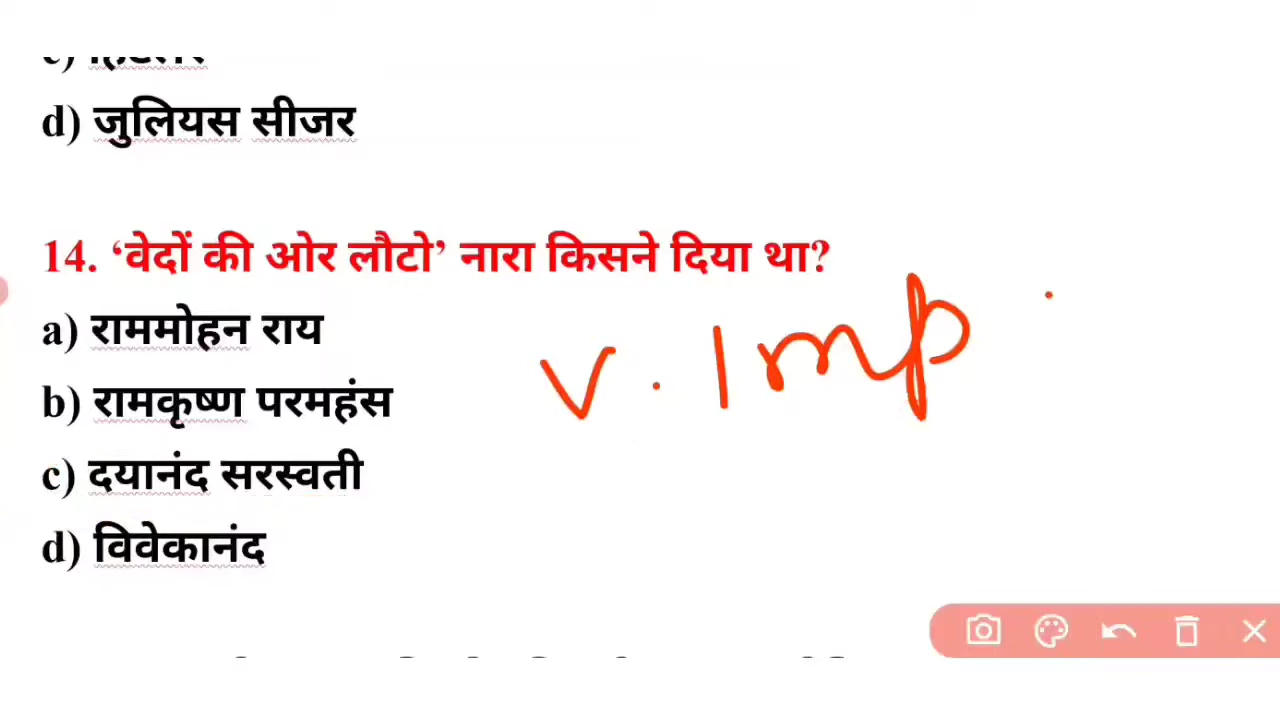 d) जुलियस सीजर
14. ‘वेदों की ओर लौटो’ नारा किसने दिया था?
a) राममोहन राय
b) रामकृष्ण परमहंस
v. Imp.
c) दयानंद सरस्वती
d) विवेकानंद